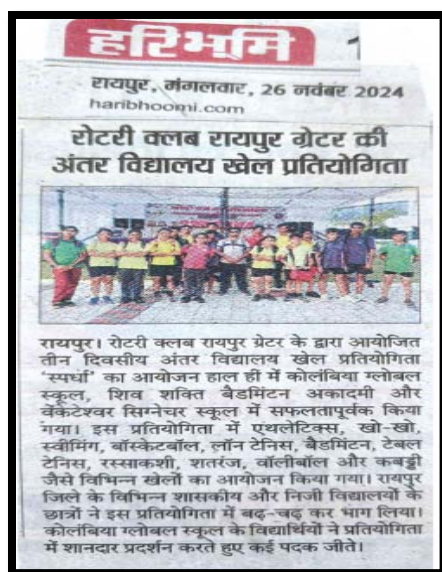 हरिभूमि
रायपुर, मंगलवार, 26 नवंबर 2024
haribhoomi.com
रोटरी क्लब रायपुर ग्रेटर की
अंतर विद्यालय खेल प्रतियोगिता
रायपुर। रोटरी क्लब रायपुर ग्रेटर के द्वारा आयोजित
तीन दिवसीय अंतर विद्यालय खेल प्रतियोगिता
'स्पर्धा' का आयोजन हाल ही में कोलंबिया ग्लोबल
स्कूल, शिव शक्ति बैडमिंटन अकादमी और
वेंकटेश्वर सिग्नेचर स्कूल में सफलतापूर्वक किया
गया। इस प्रतियोगिता में एथलेटिक्स, खो-खो,
स्वीमिंग, बॉस्केटबॉल, लॉन टेनिस, बैडमिंटन, टेबल
टेनिस, रस्साकशी, शतरंज, वॉलीबॉल और कबड्डी
जैसे विभिन्न खेलों का आयोजन किया गया। रायपुर
जिले के विभिन्न शासकीय और निजी विद्यालयों के
छात्रों ने इस प्रतियोगिता में बढ़-चढ़ कर भाग लिया।
कोलंबिया ग्लोबल स्कूल के विद्यार्थियों ने प्रतियोगिता
में शानदार प्रदर्शन करते हुए कई पदक जीते।